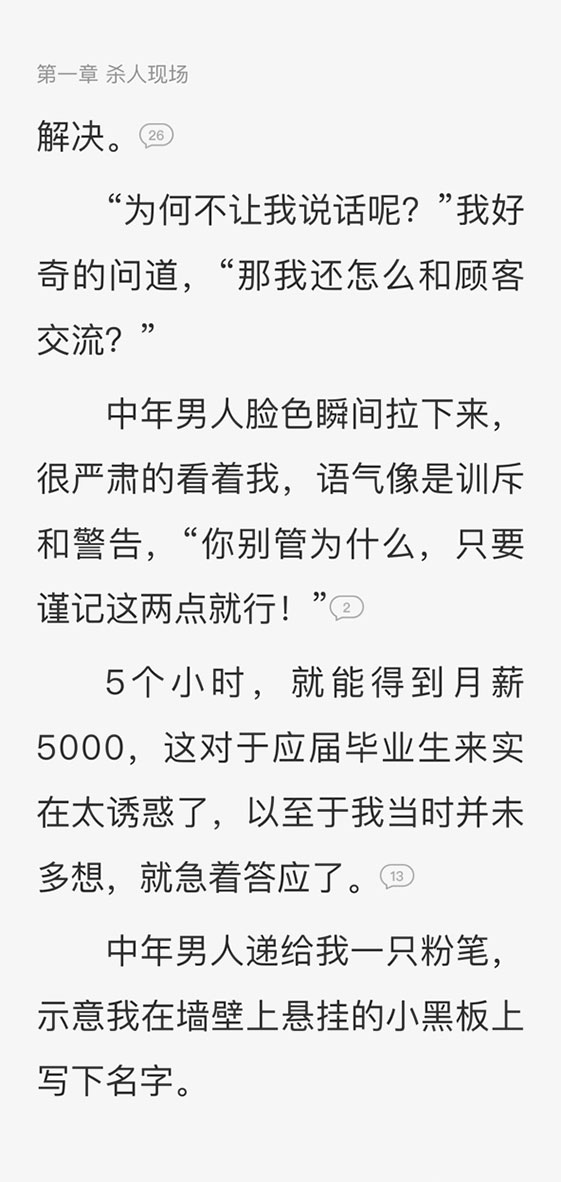 第一章 杀人现场
解决。 26
“为何不让我说话呢？”我好
奇的问道，“那我还怎么和顾客
交流？”
中年男人脸色瞬间拉下来，
很严肃的看着我，语气像是训斥
和警告，“你别管为什么，只要
谨记这两点就行！” 2
5个小时，就能得到月薪
5000，这对于应届毕业生来实
在太诱惑了，以至于我当时并未
多想，就急着答应了。 13
中年男人递给我一只粉笔，
示意我在墙壁上悬挂的小黑板上
写下名字。